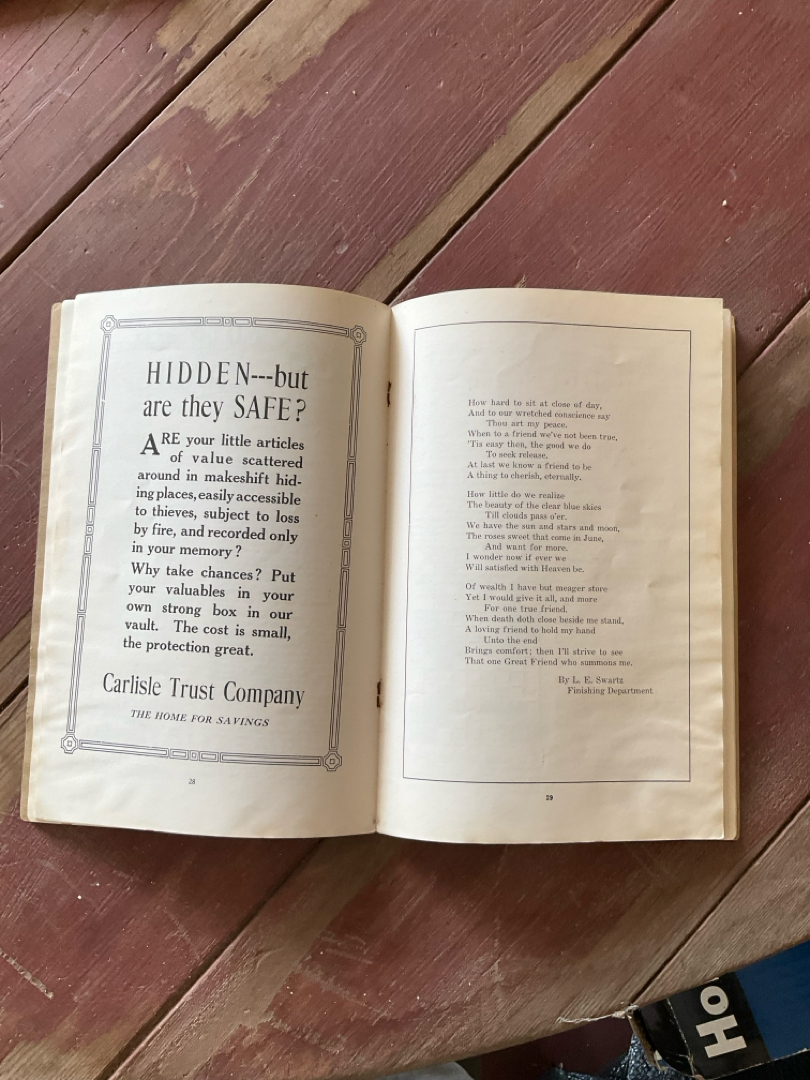 HIDDEN---but
are they SAFE?
ARE your little articles
of value scattered
around in makeshift hid-
ing places, easily accessible
to thieves, subject to loss
by fire, and recorded only
in your memory?
Why take chances? Put
your valuables in your
own strong box in our
vault. The cost is small,
the protection great.
Carlisle Trust Company
THE HOME FOR SAVINGS
28
How hard to sit at close of day,
And to our wretched conscience say
Thou art my peace.
When to a friend we've not been true,
'Tis easy then, the good we do
To seek release,
At last we know a friend to be
A thing to cherish, eternally.
How little do we realize
The beauty of the clear blue skies
Till clouds pass o'er.
We have the sun and stars and moon,
The roses sweet that come in June,
And want for more.
I wonder now if ever we
Will satisfied with Heaven be.
Of wealth I have but meager store
Yet I would give it all, and more
For one true friend.
When death doth close beside me stand,
A loving friend to hold my hand
Unto the end
Brings comfort; then I'll strive to see
That one Great Friend who summons me.
By L. E. Swartz
Finishing Department
29
Ho